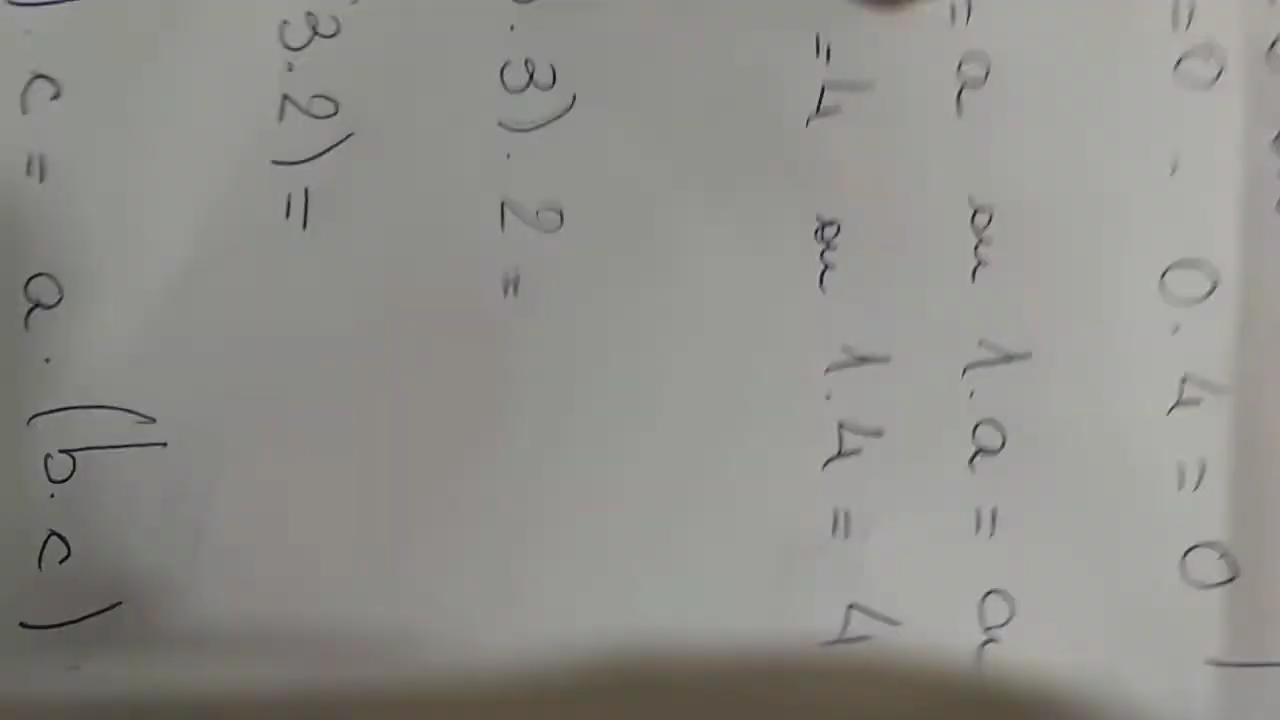 = 0 . 0 . 4 = 0
= a ou 1 . a = a
= 4 ou 1 . 4 = 4
. 3) . 2 =
3 . 2) =
) . c = a . (b . c)